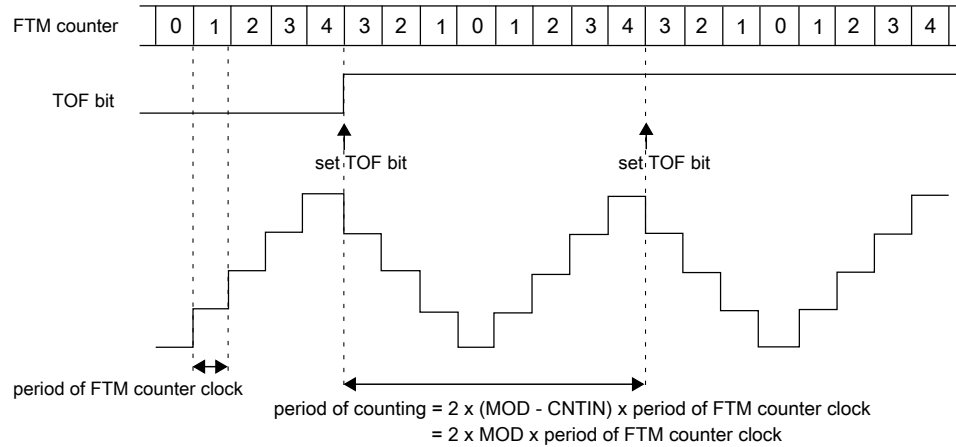 FTM counter 0 1 2 3 4 3 2 1 0 1 2 3 4 3 2 1 0 1 2 3 4
TOF bit
set TOF bit set TOF bit
period of FTM counter clock
period of counting = 2 x (MOD - CNTIN) x period of FTM counter clock
= 2 x MOD x period of FTM counter clock